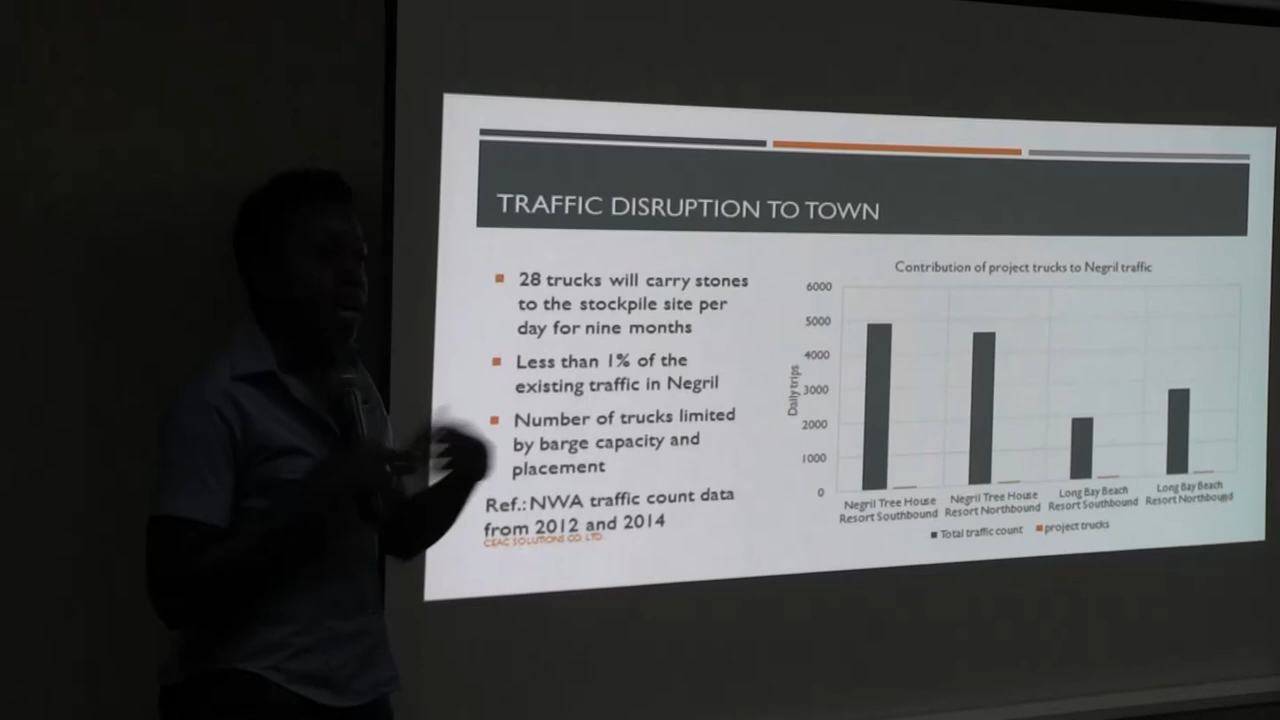 TRAFFIC DISRUPTION TO TOWN
28 trucks will carry stones
to the stockpile site per
day for nine months
Less than 1% of the
existing traffic in Negril
Number of trucks limited
by barge capacity and
placement
Ref.: NWA traffic count data
from 2012 and 2014
CEAC SOLUTIONS CO. LTD.
Contribution of project trucks to Negril traffic
Daily trips
6000
5000
4000
3000
2000
1000
0
Negril Tree House
Resort Southbound
Negril Tree House
Resort Northbound
Long Bay Beach
Resort Southbound
Long Bay Beach
Resort Northbound
Total traffic count
project trucks